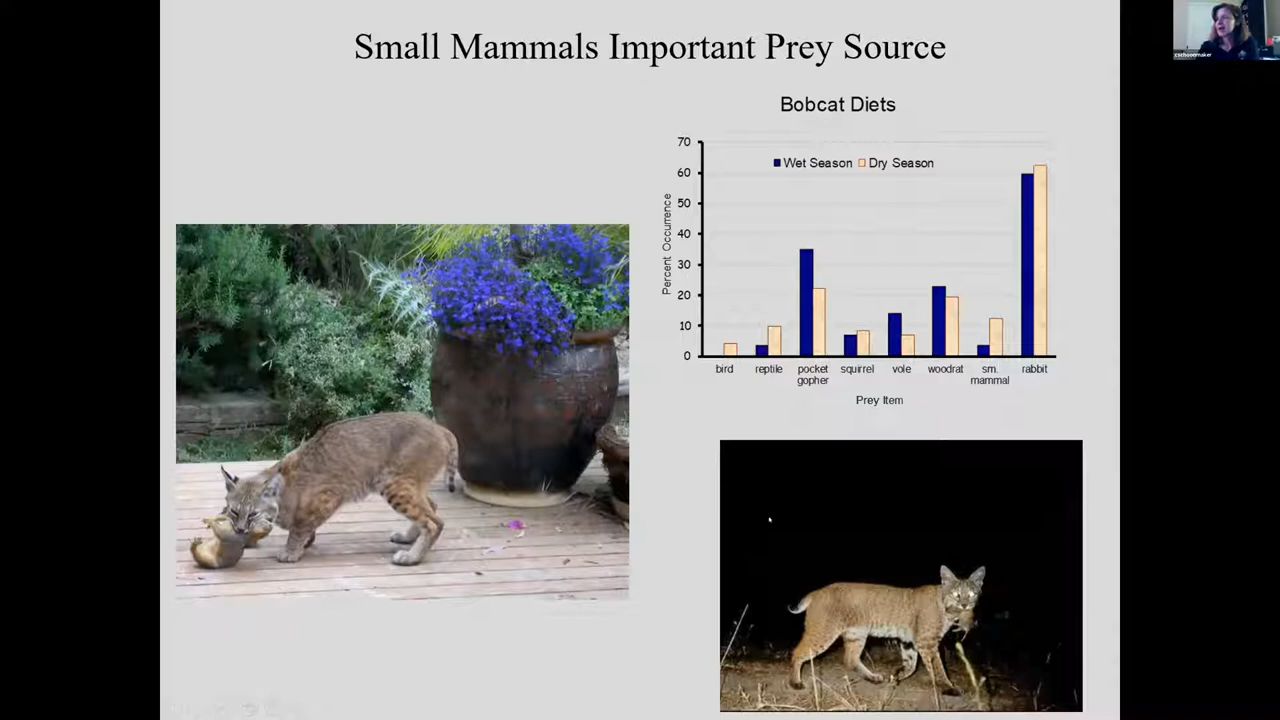 Small Mammals Important Prey Source
Bobcat Diets
Wet Season Dry Season
Percent Occurrence
70
60
50
40
30
20
10
0
bird reptile pocket gopher squirrel vole woodrat sm. mammal rabbit
Prey Item